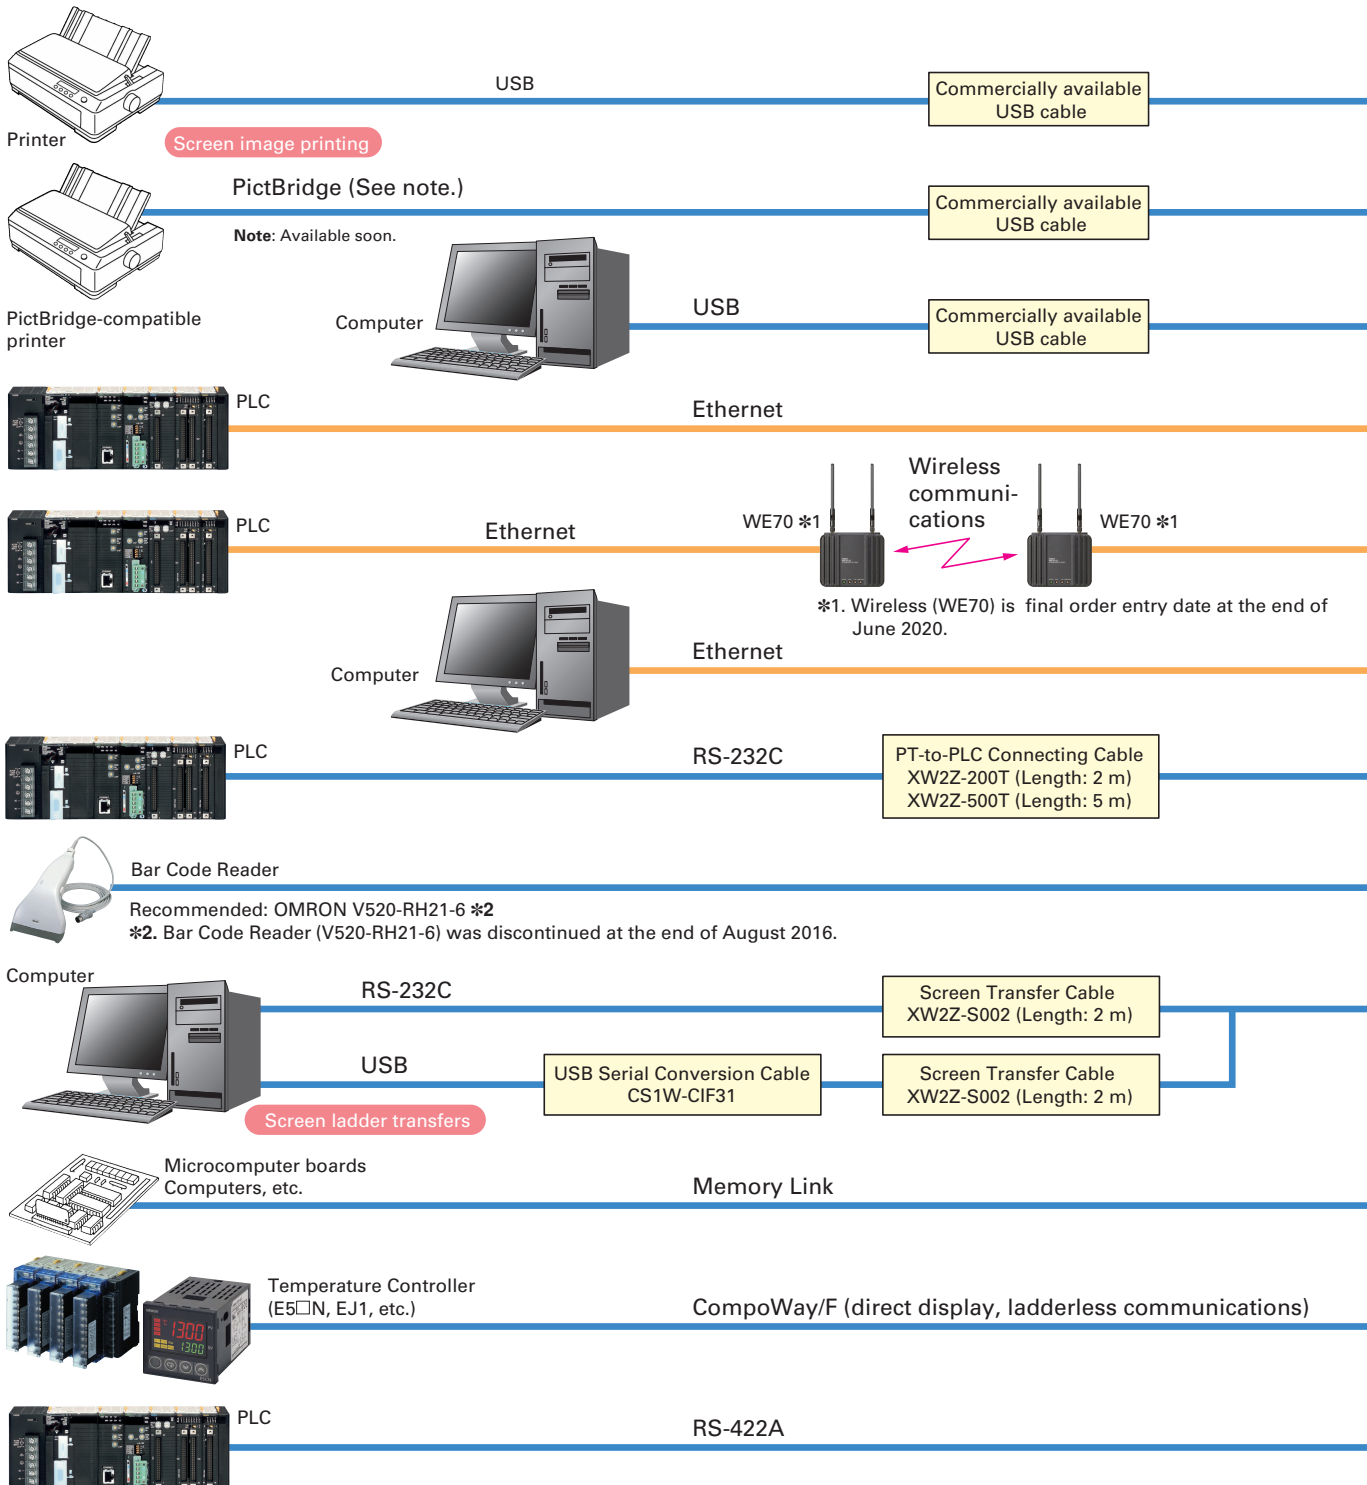 USB
Commercially available
USB cable
Printer
Screen image printing
PictBridge (See note.)
Commercially available
USB cable
Note: Available soon.
PictBridge-compatible
printer
Computer
USB
Commercially available
USB cable
PLC
Ethernet
PLC
Ethernet
WE70 ✽1
Wireless
communi-
cations
WE70 ✽1
✽1. Wireless (WE70) is final order entry date at the end of
June 2020.
Computer
Ethernet
PLC
RS-232C
PT-to-PLC Connecting Cable
XW2Z-200T (Length: 2 m)
XW2Z-500T (Length: 5 m)
Bar Code Reader
Recommended: OMRON V520-RH21-6 ✽2
✽2. Bar Code Reader (V520-RH21-6) was discontinued at the end of August 2016.
Computer
RS-232C
Screen Transfer Cable
XW2Z-S002 (Length: 2 m)
USB
USB Serial Conversion Cable
CS1W-CIF31
Screen Transfer Cable
XW2Z-S002 (Length: 2 m)
Screen ladder transfers
Microcomputer boards
Computers, etc.
Memory Link
Temperature Controller
(E5□N, EJ1, etc.)
CompoWay/F (direct display, ladderless communications)
1300
1300
PLC
RS-422A